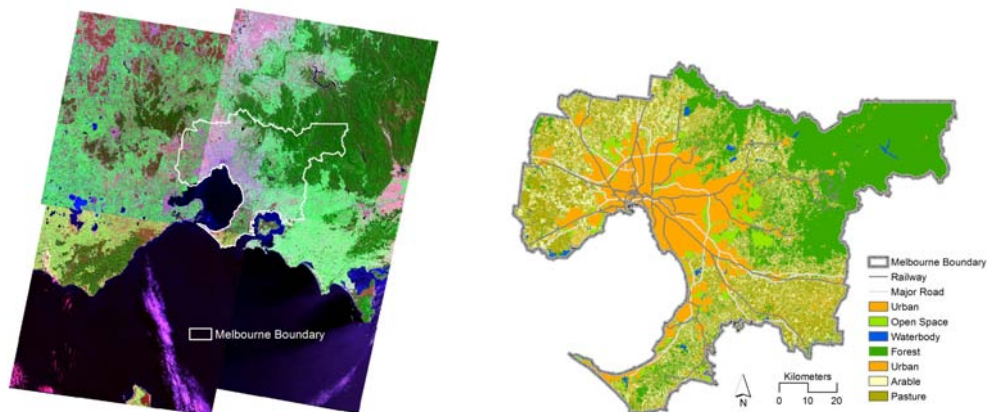 Melbourne Boundary
Melbourne Boundary
Railway
Major Road
Urban
Open Space
Waterbody
Forest
Urban
Arable
Pasture
Kilometers
0 10 20
N